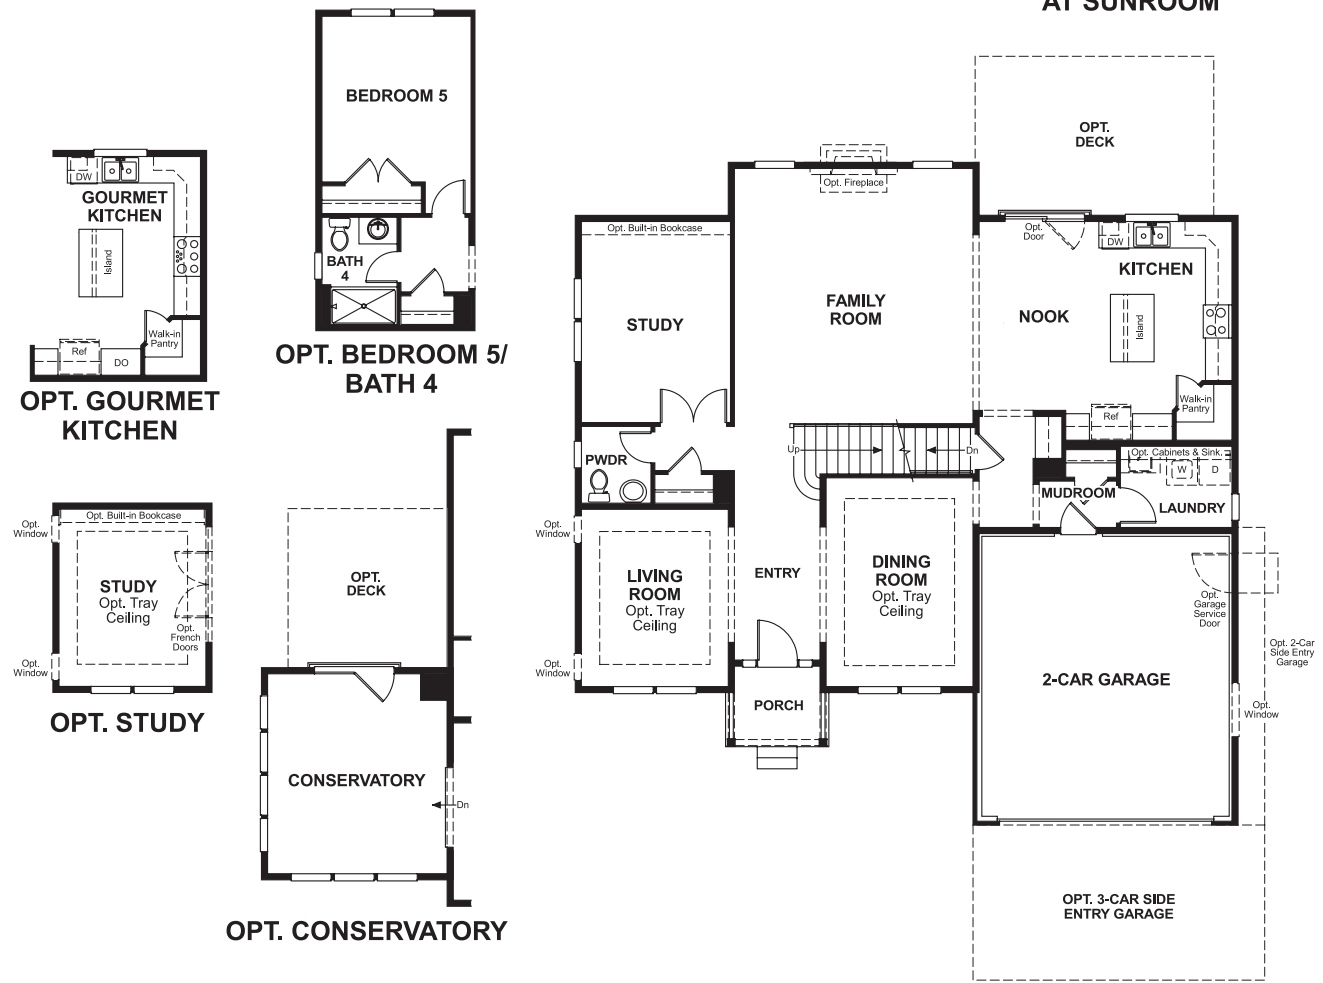 AT SUNROOM
BEDROOM 5
BATH
4
OPT. BEDROOM 5/
BATH 4
DW
GOURMET
KITCHEN
Island
Walk-in
Pantry
Ref
DO
OPT. GOURMET
KITCHEN
Opt. Built-in Bookcase
Opt.
Window
STUDY
Opt. Tray
Ceiling
Opt.
French
Doors
Opt.
Window
OPT. STUDY
OPT.
DECK
CONSERVATORY
Dn
OPT. CONSERVATORY
OPT.
DECK
Opt. Fireplace
Opt. Built-in Bookcase
Opt.
Door
DW
KITCHEN
FAMILY
ROOM
STUDY
NOOK
Island
Walk-in
Pantry
Ref
Up
Dn
PWDR
Opt. Cabinets & Sink
W
D
MUDROOM
LAUNDRY
Opt.
Window
LIVING
ROOM
Opt. Tray
Ceiling
Opt.
Window
ENTRY
DINING
ROOM
Opt. Tray
Ceiling
PORCH
Opt.
Garage
Service
Door
Opt. 2-Car
Side Entry
Garage
2-CAR GARAGE
Opt.
Window
OPT. 3-CAR SIDE
ENTRY GARAGE